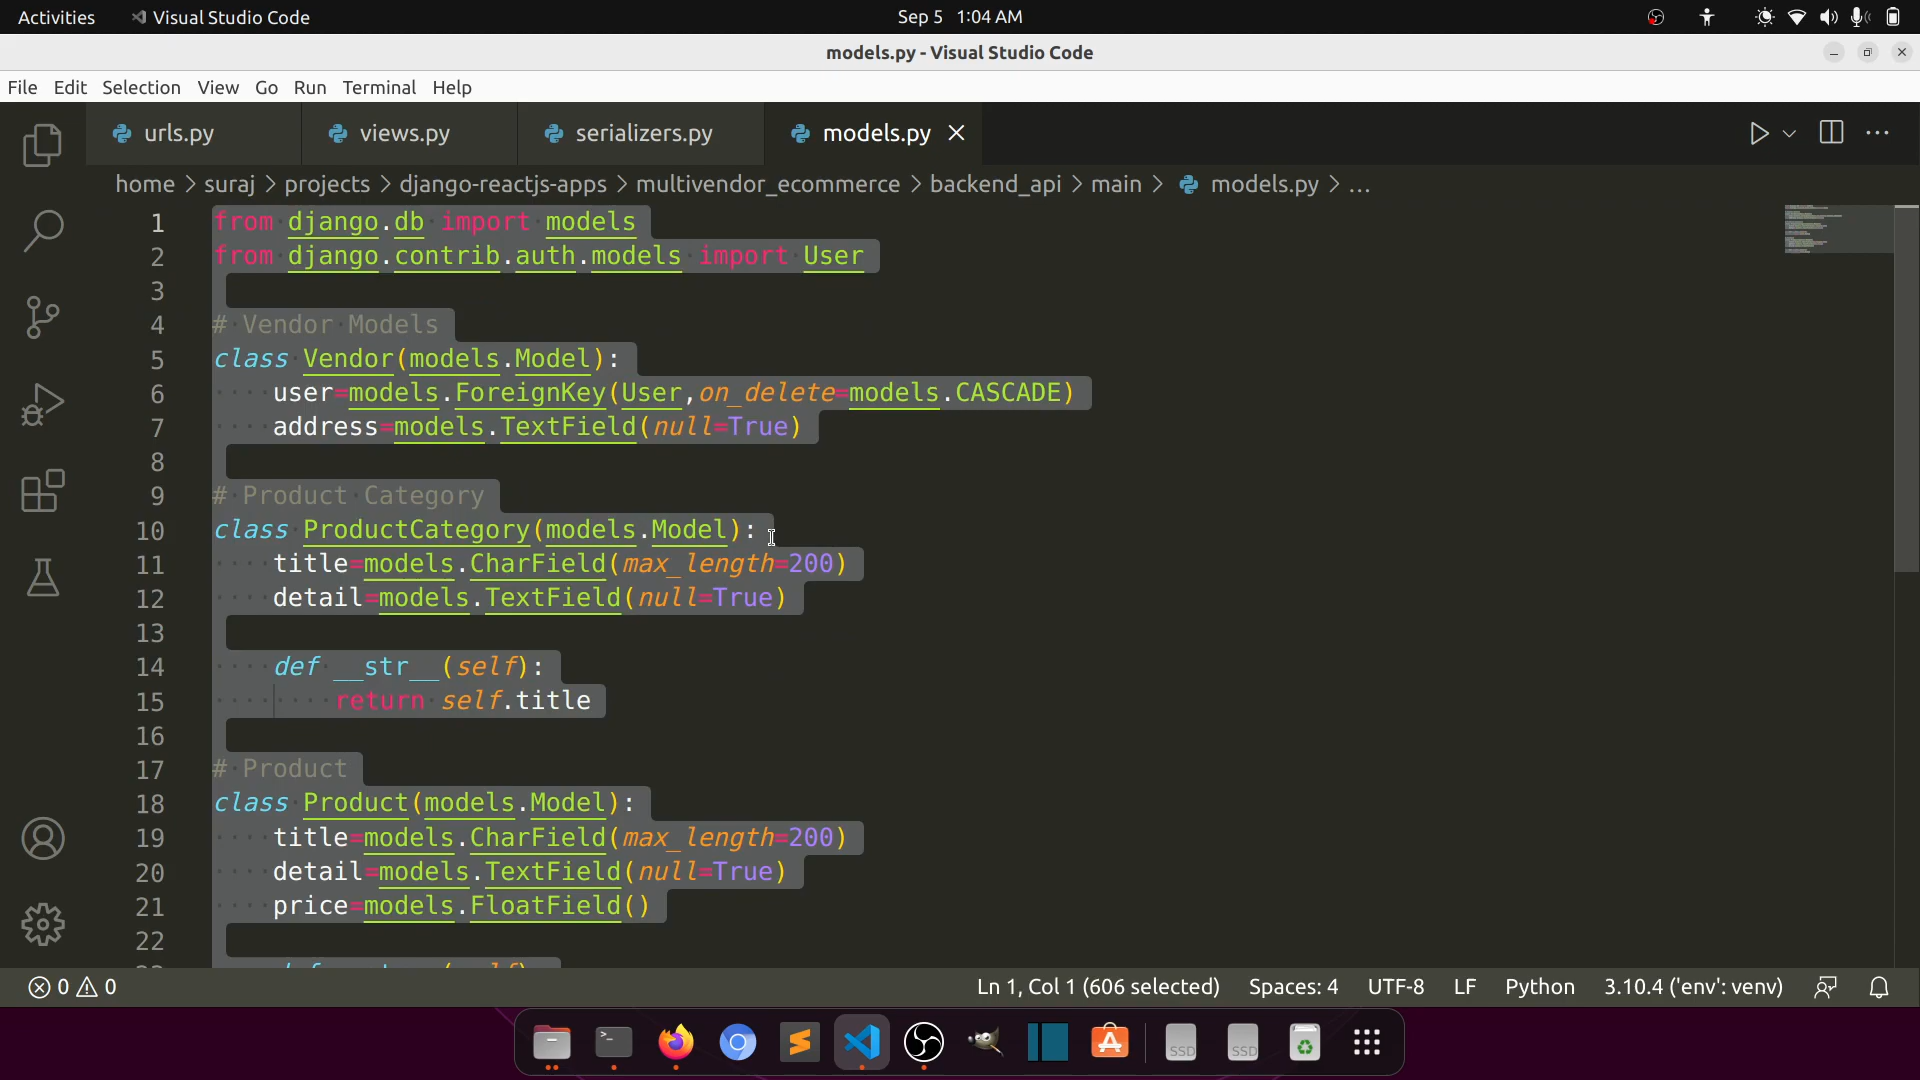 Activities Visual Studio Code Sep 5 1:04 AM
models.py - Visual Studio Code
File Edit Selection View Go Run Terminal Help
urls.py views.py serializers.py models.py
home > suraj > projects > django-reactjs-apps > multivendor_ecommerce > backend_api > main > models.py > ...
1 from django.db import models
2 from django.contrib.auth.models import User
3
4 # Vendor Models
5 class Vendor(models.Model):
6 user=models.ForeignKey(User,on_delete=models.CASCADE)
7 address=models.TextField(null=True)
8
9 # Product Category
10 class ProductCategory(models.Model):
11 title=models.CharField(max_length=200)
12 detail=models.TextField(null=True)
13
14 def __str__(self):
15 return self.title
16
17 # Product
18 class Product(models.Model):
19 title=models.CharField(max_length=200)
20 detail=models.TextField(null=True)
21 price=models.FloatField()
22
0 0 Ln 1, Col 1 (606 selected) Spaces: 4 UTF-8 LF Python 3.10.4 ('env': venv)
SSD SSD